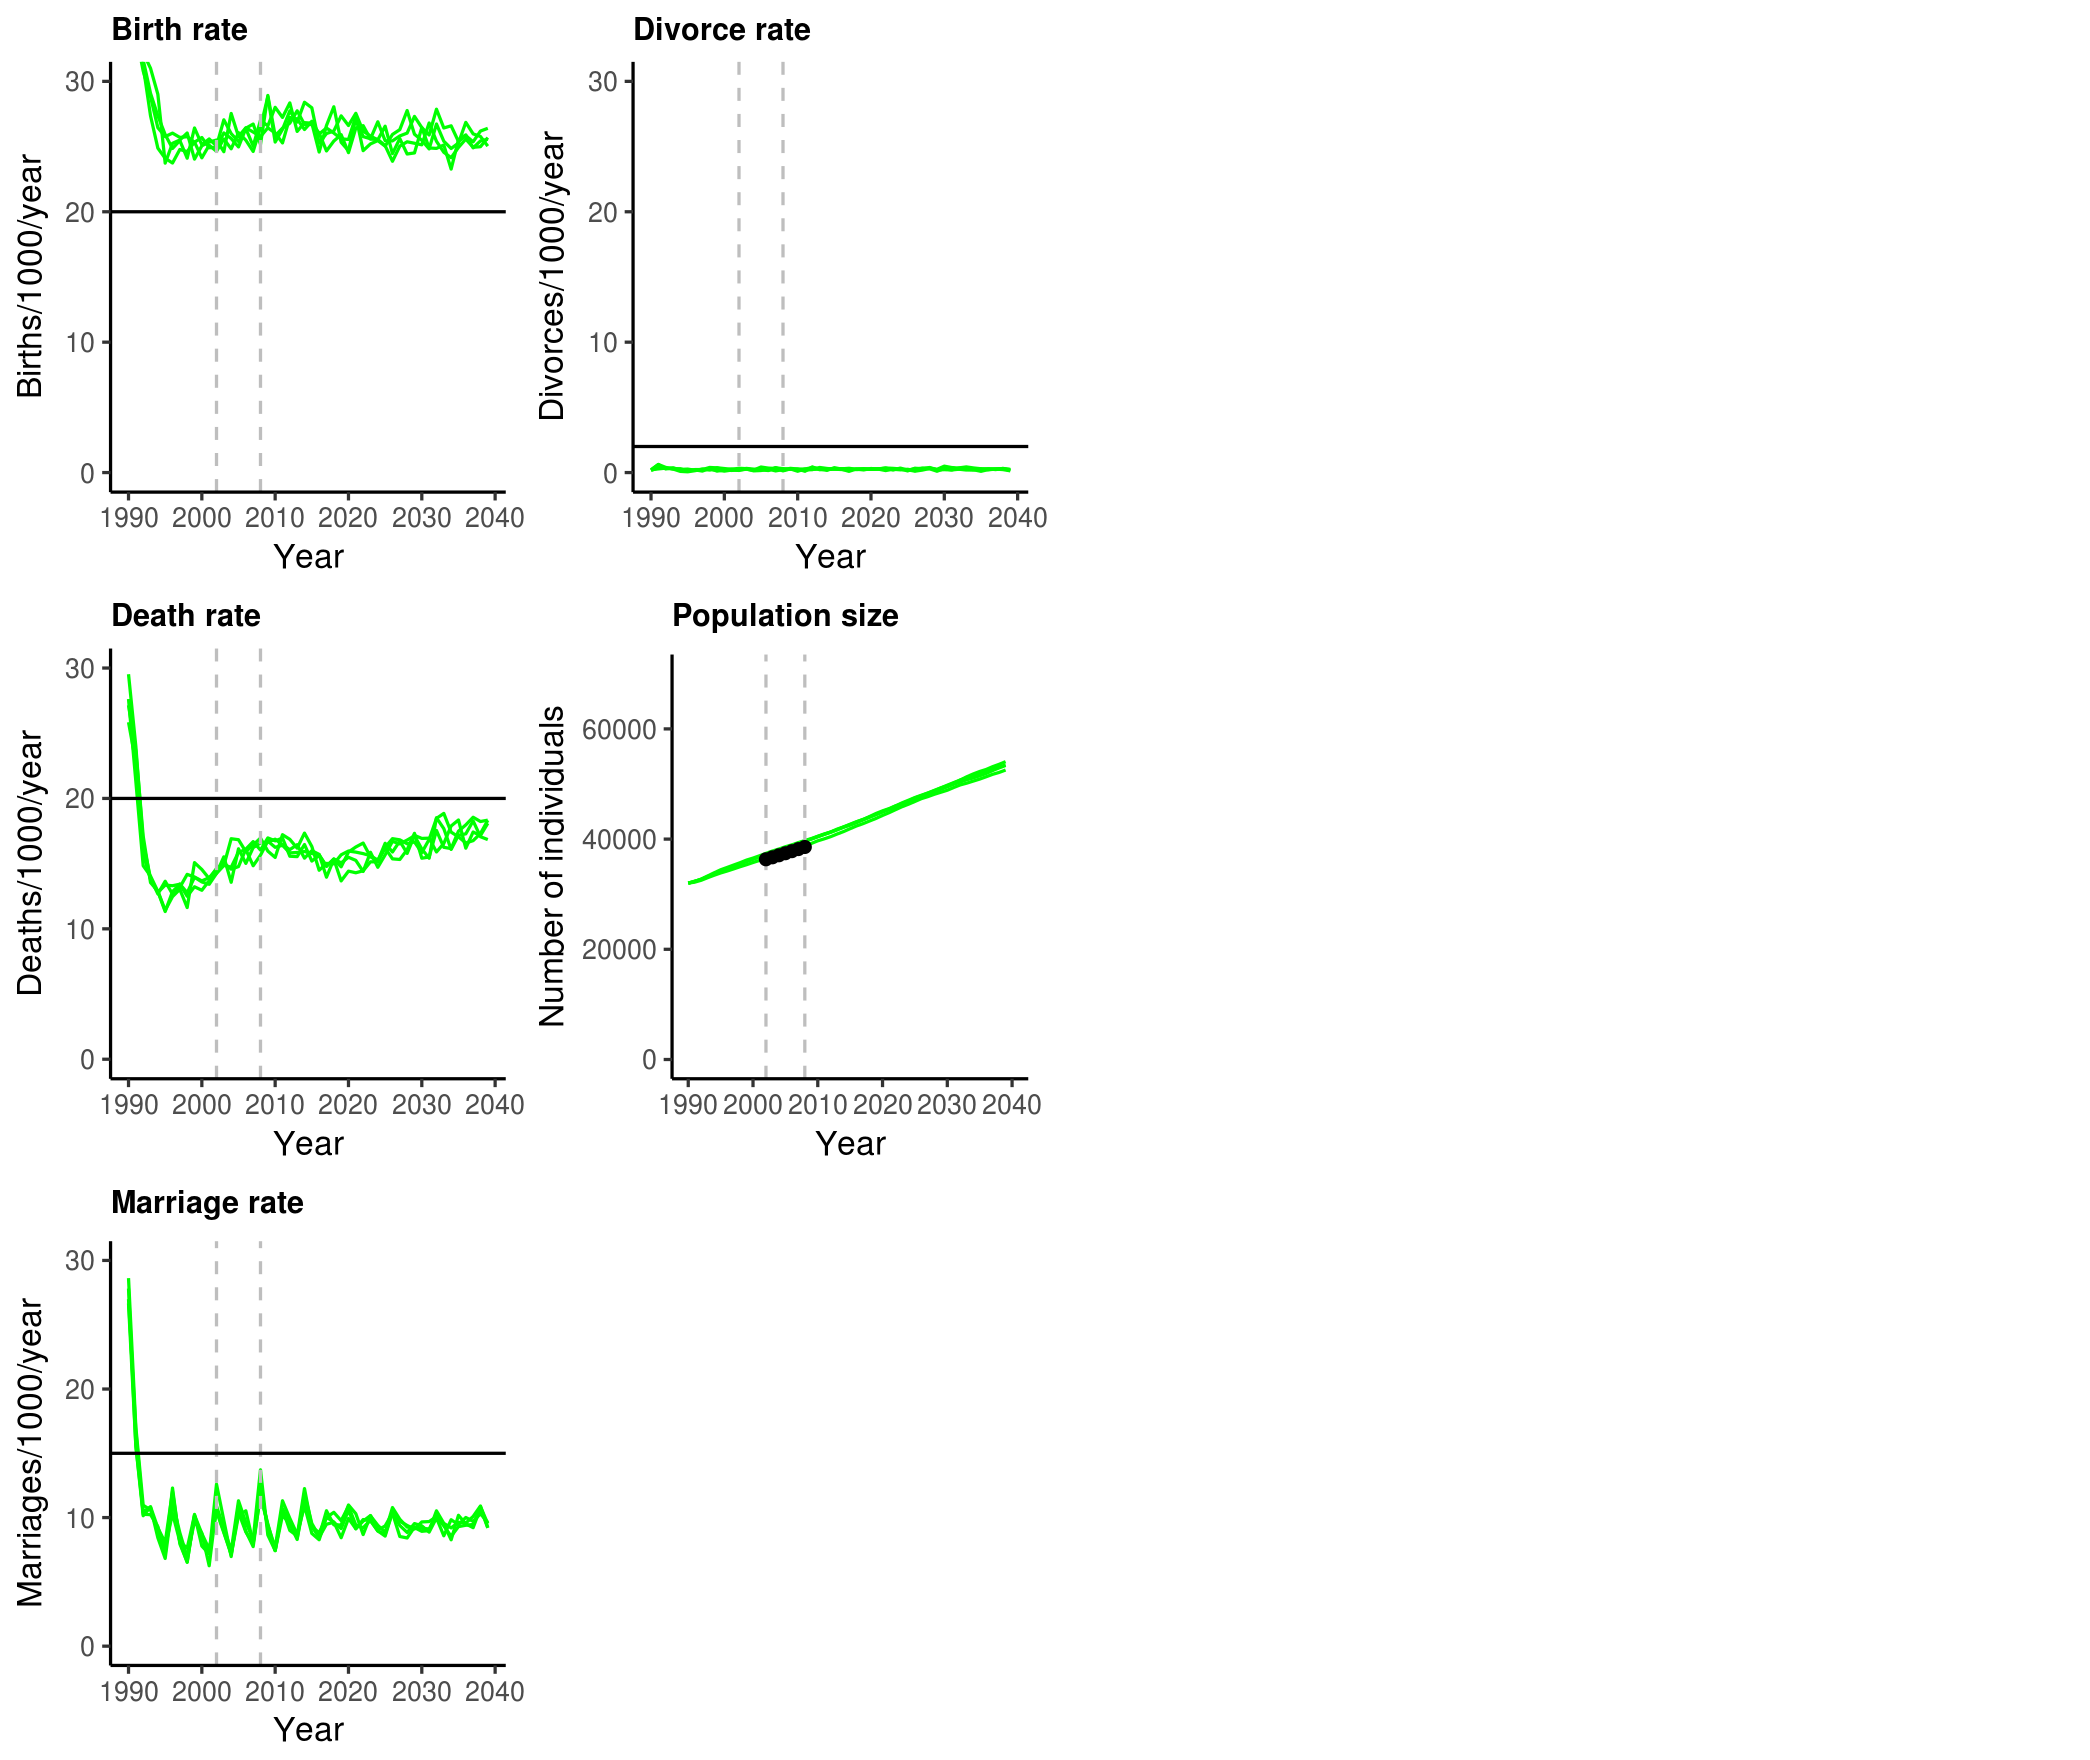 Birth rate
Births/1000/year
30
20
10
0
1990 2000 2010 2020 2030 2040
Year
Divorce rate
Divorces/1000/year
30
20
10
0
1990 2000 2010 2020 2030 2040
Year
Death rate
Deaths/1000/year
30
20
10
0
1990 2000 2010 2020 2030 2040
Year
Population size
Number of individuals
60000
40000
20000
0
1990 2000 2010 2020 2030 2040
Year
Marriage rate
Marriages/1000/year
30
20
10
0
1990 2000 2010 2020 2030 2040
Year